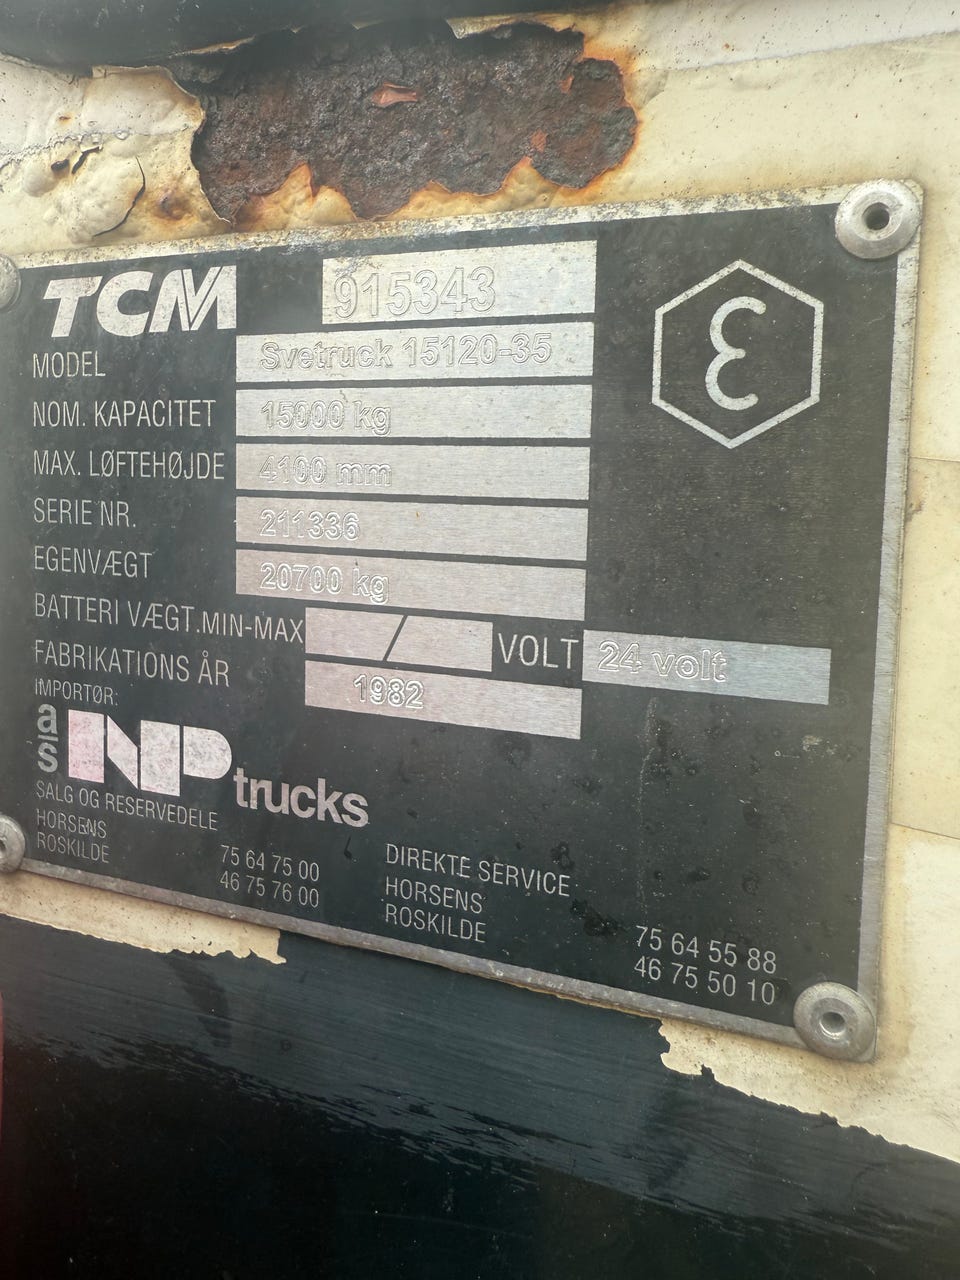 TCM 915343
MODEL Svetruck 15120-35
NOM. KAPACITET 15000 kg
MAX. LØFTEHØJDE 4100 mm
SERIE NR. 211336
EGENVÆGT 20700 kg
BATTERI VÆGT.MIN-MAX / VOLT 24 volt
FABRIKATIONS ÅR 1982
IMPORTØR:
a/s INP trucks
SALG OG RESERVEDELE
HORSENS 75 64 75 00
ROSKILDE 46 75 76 00
DIREKTE SERVICE
HORSENS 75 64 55 88
ROSKILDE 46 75 50 10